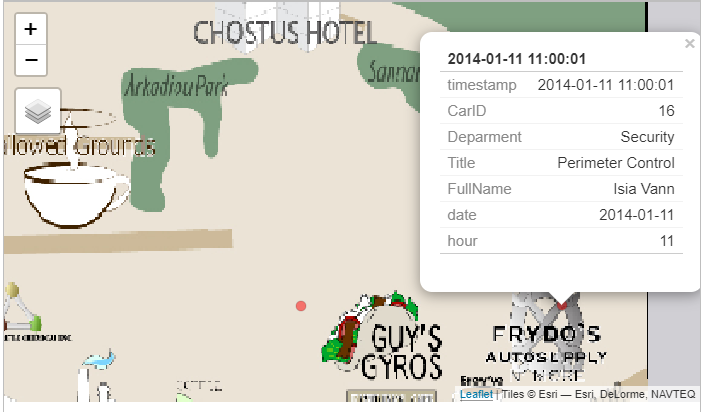 +
−
CHOSTUS HOTEL
Arkadiou Park
Sannan
lowed Grounds
×
2014-01-11 11:00:01
timestamp 2014-01-11 11:00:01
CarID 16
Deparment Security
Title Perimeter Control
FullName Isia Vann
date 2014-01-11
hour 11
GUY'S
GYROS
FRYDO'S
AUTOSUPPLY
N' MORE
Leaflet | Tiles © Esri — Esri, DeLorme, NAVTEQ